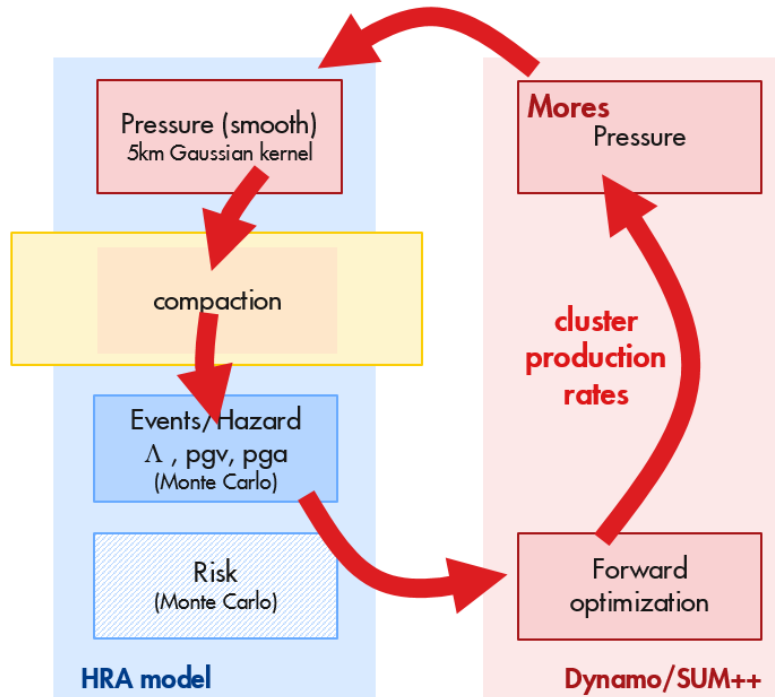 Pressure (smooth)
5km Gaussian kernel
compaction
Events/Hazard
Λ , pgv, pga
(Monte Carlo)
Risk
(Monte Carlo)
HRA model
Mores
Pressure
cluster
production
rates
Forward
optimization
Dynamo/SUM++